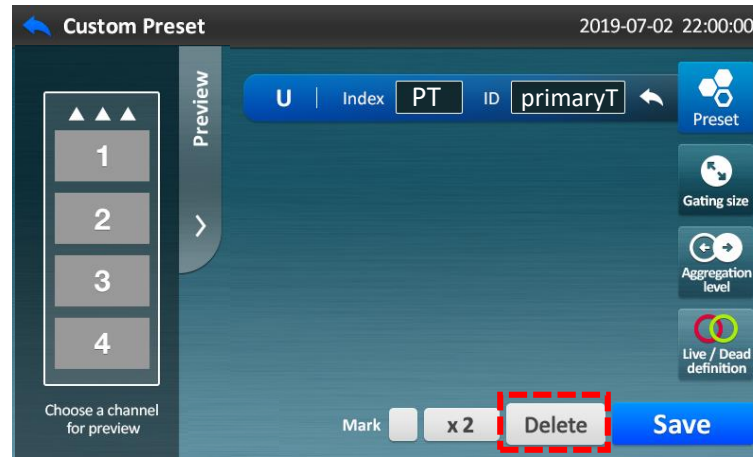 Custom Preset
2019-07-02 22:00:00
Preview
1
2
3
4
Choose a channel
for preview
U | Index PT ID primaryT
Preset
Gating size
Aggregation
level
Live / Dead
definition
Mark x 2 Delete Save